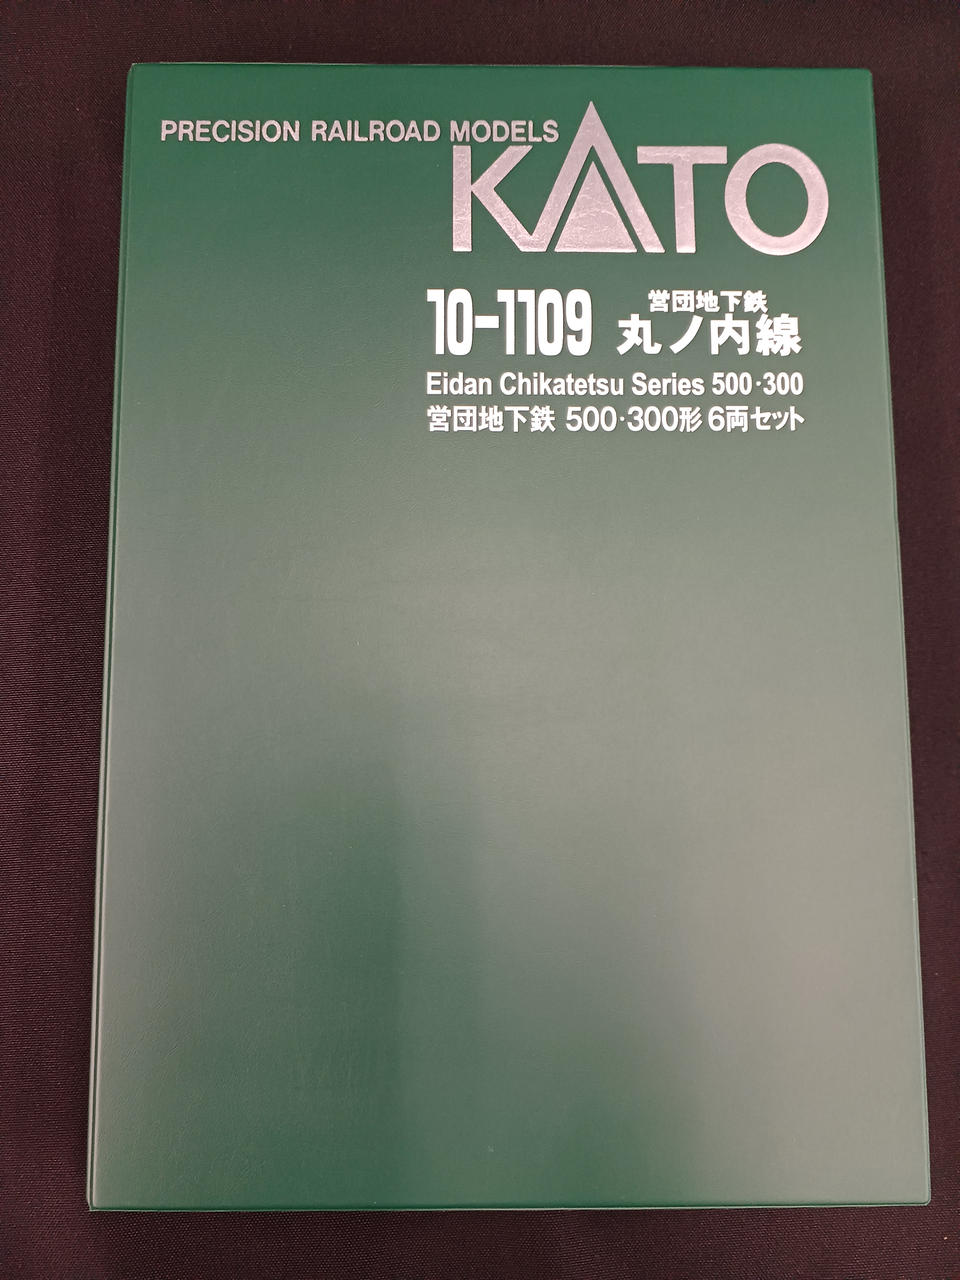 PRECISION RAILROAD MODELS
KATO
10-1109
営団地下鉄
丸ノ内線
Eidan Chikatetsu Series 500･300
営団地下鉄 500･300形 6両セット